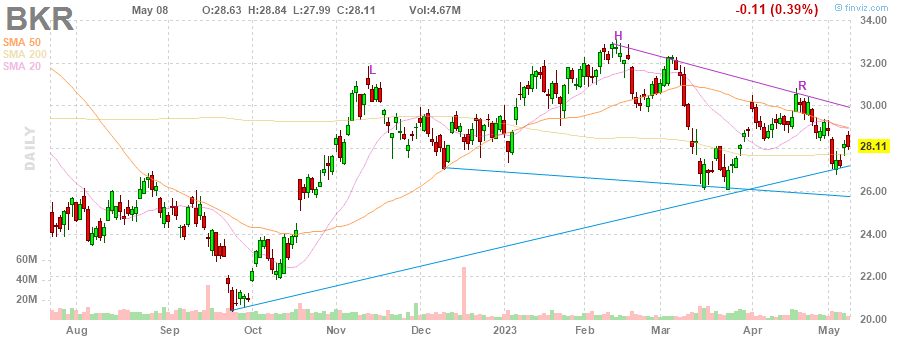 BKR
May 08 O:28.63 H:28.84 L:27.99 C:28.11 Vol:4.67M -0.11 (0.39%)
finviz.com
SMA 50
SMA 200
SMA 20
DAILY
L
H
R
34.00
32.00
30.00
28.11
26.00
24.00
22.00
20.00
60M
40M
20M
Aug Sep Oct Nov Dec 2023 Feb Mar Apr May